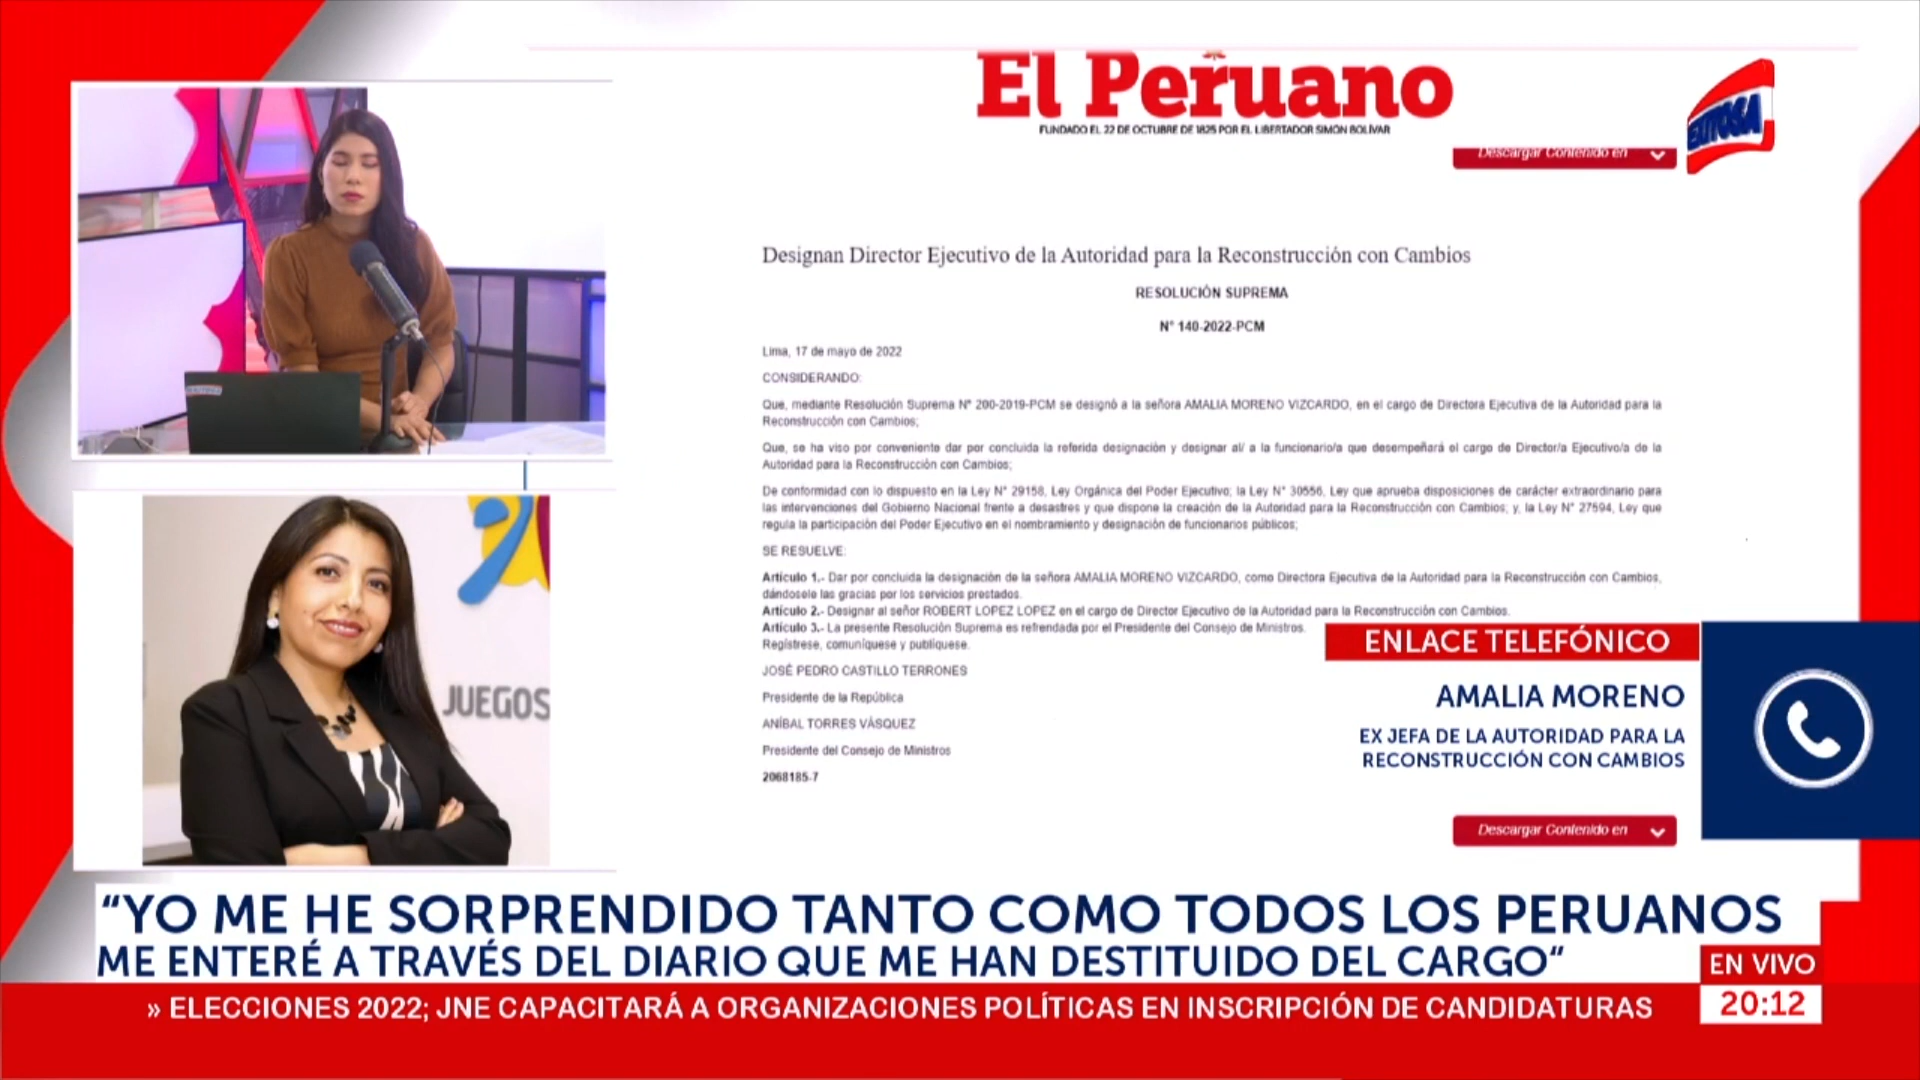 El Peruano
FUNDADO EL 22 DE OCTUBRE DE 1825 POR EL LIBERTADOR SIMÓN BOLÍVAR
EXITOSA
Descargar Contenido en
Designan Director Ejecutivo de la Autoridad para la Reconstrucción con Cambios
RESOLUCIÓN SUPREMA
N° 140-2022-PCM
Lima, 17 de mayo de 2022
CONSIDERANDO:
Que, mediante Resolución Suprema N° 200-2019-PCM se designó a la señora AMALIA MORENO VIZCARDO, en el cargo de Directora Ejecutiva de la Autoridad para la
Reconstrucción con Cambios;
Que, se ha viso por conveniente dar por concluida la referida designación y designar al/ a la funcionario/a que desempeñará el cargo de Director/a Ejecutivo/a de la
Autoridad para la Reconstrucción con Cambios;
De conformidad con lo dispuesto en la Ley N° 29158, Ley Orgánica del Poder Ejecutivo; la Ley N° 30556, Ley que aprueba disposiciones de carácter extraordinario para
las intervenciones del Gobierno Nacional frente a desastres y que dispone la creación de la Autoridad para la Reconstrucción con Cambios; y, la Ley N° 27594, Ley que
regula la participación del Poder Ejecutivo en el nombramiento y designación de funcionarios públicos;
SE RESUELVE:
Artículo 1.- Dar por concluida la designación de la señora AMALIA MORENO VIZCARDO, como Directora Ejecutiva de la Autoridad para la Reconstrucción con Cambios,
dándosele las gracias por los servicios prestados.
Artículo 2.- Designar al señor ROBERT LOPEZ LOPEZ en el cargo de Director Ejecutivo de la Autoridad para la Reconstrucción con Cambios.
Artículo 3.- La presente Resolución Suprema es refrendada por el Presidente del Consejo de Ministros.
Regístrese, comuníquese y publíquese.
JOSÉ PEDRO CASTILLO TERRONES
Presidente de la República
ANÍBAL TORRES VÁSQUEZ
Presidente del Consejo de Ministros
2068185-7
Descargar Contenido en
JUEGOS
ENLACE TELEFÓNICO
AMALIA MORENO
EX JEFA DE LA AUTORIDAD PARA LA
RECONSTRUCCIÓN CON CAMBIOS
“YO ME HE SORPRENDIDO TANTO COMO TODOS LOS PERUANOS
ME ENTERÉ A TRAVÉS DEL DIARIO QUE ME HAN DESTITUIDO DEL CARGO“
EN VIVO
» ELECCIONES 2022; JNE CAPACITARÁ A ORGANIZACIONES POLÍTICAS EN INSCRIPCIÓN DE CANDIDATURAS
20:12